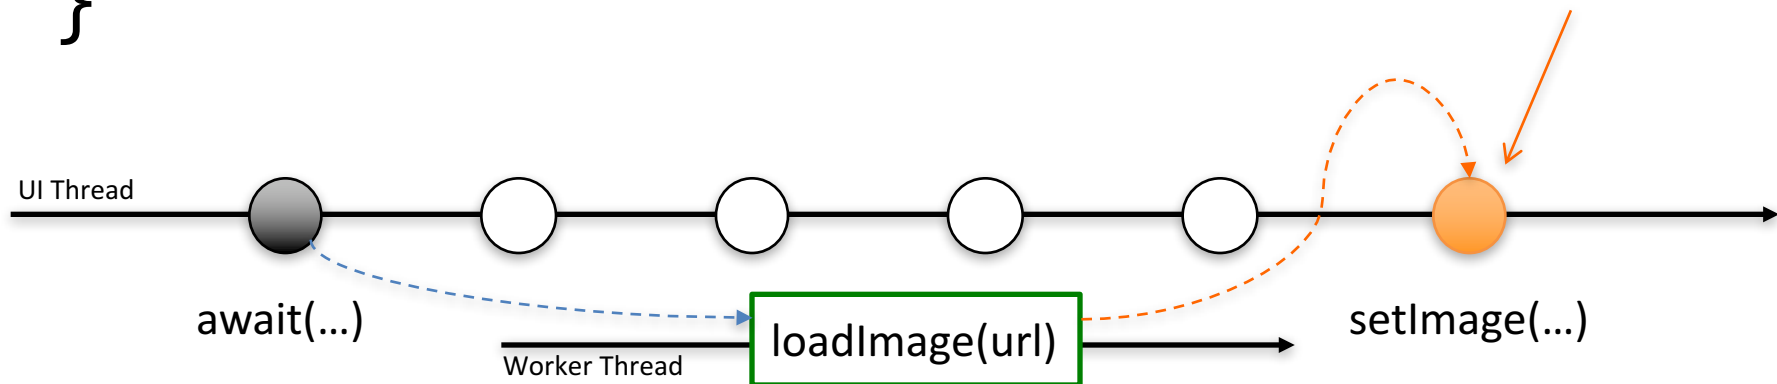 }
UI Thread
await(…)
loadImage(url)
setImage(…)
Worker Thread